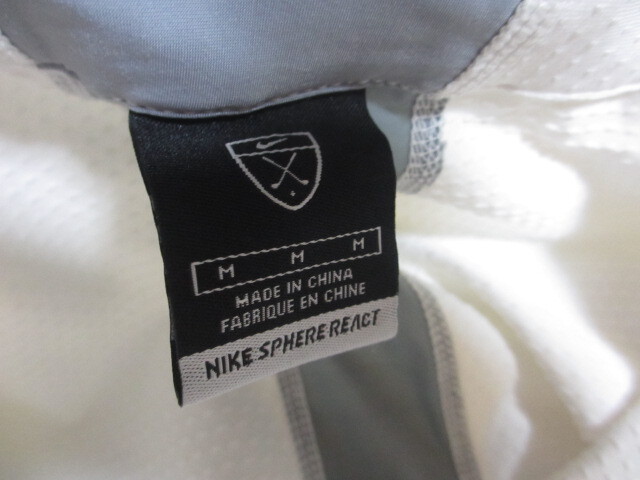 M M M
MADE IN CHINA
FABRIQUE EN CHINE
NIKE SPHERE REACT